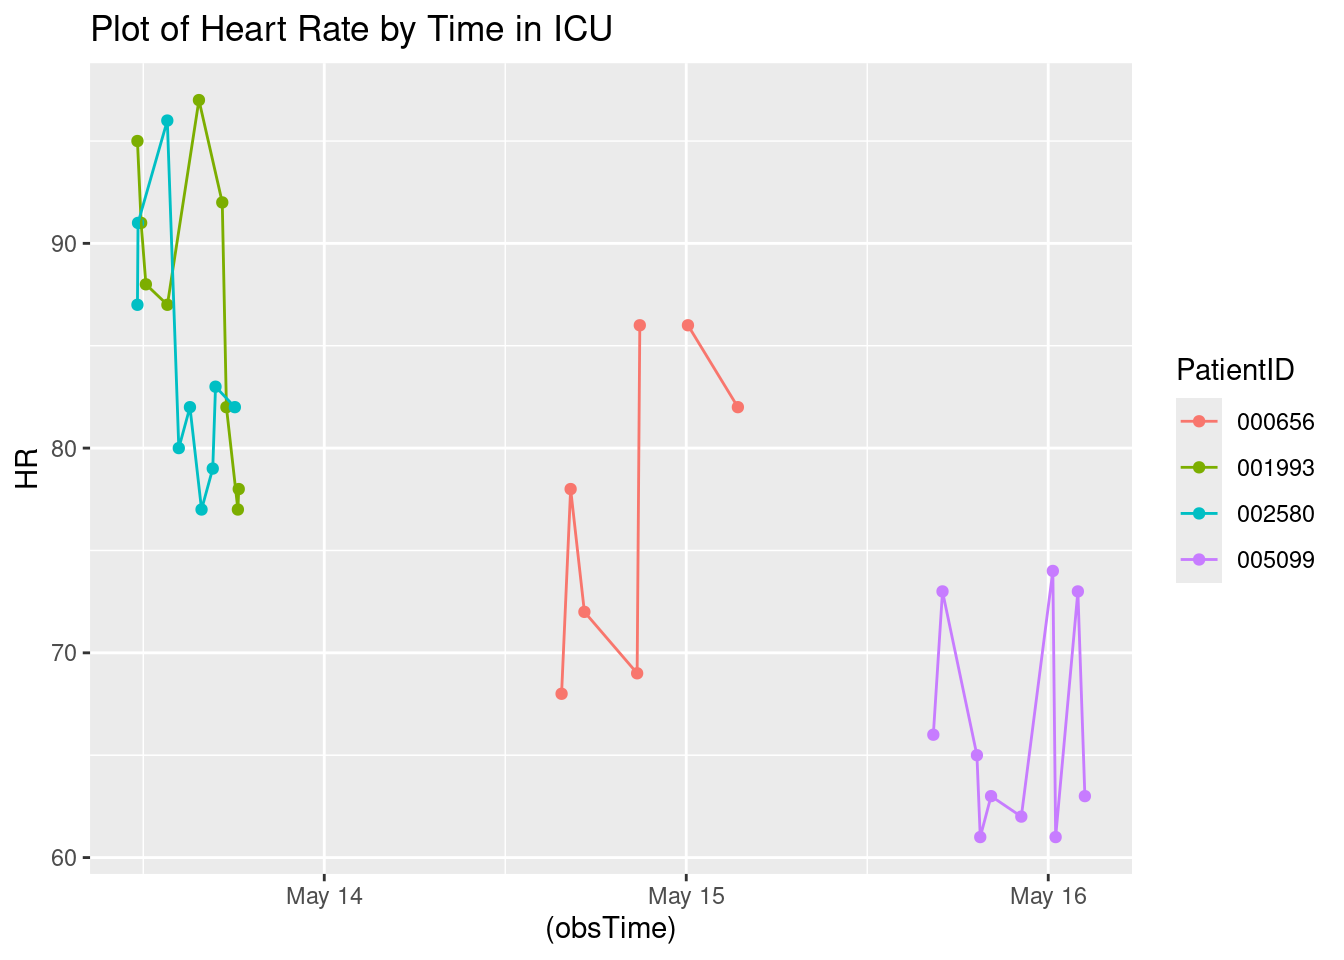 Plot of Heart Rate by Time in ICU
HR
90
80
70
60
May 14
May 15
May 16
(obsTime)
PatientID
000656
001993
002580
005099